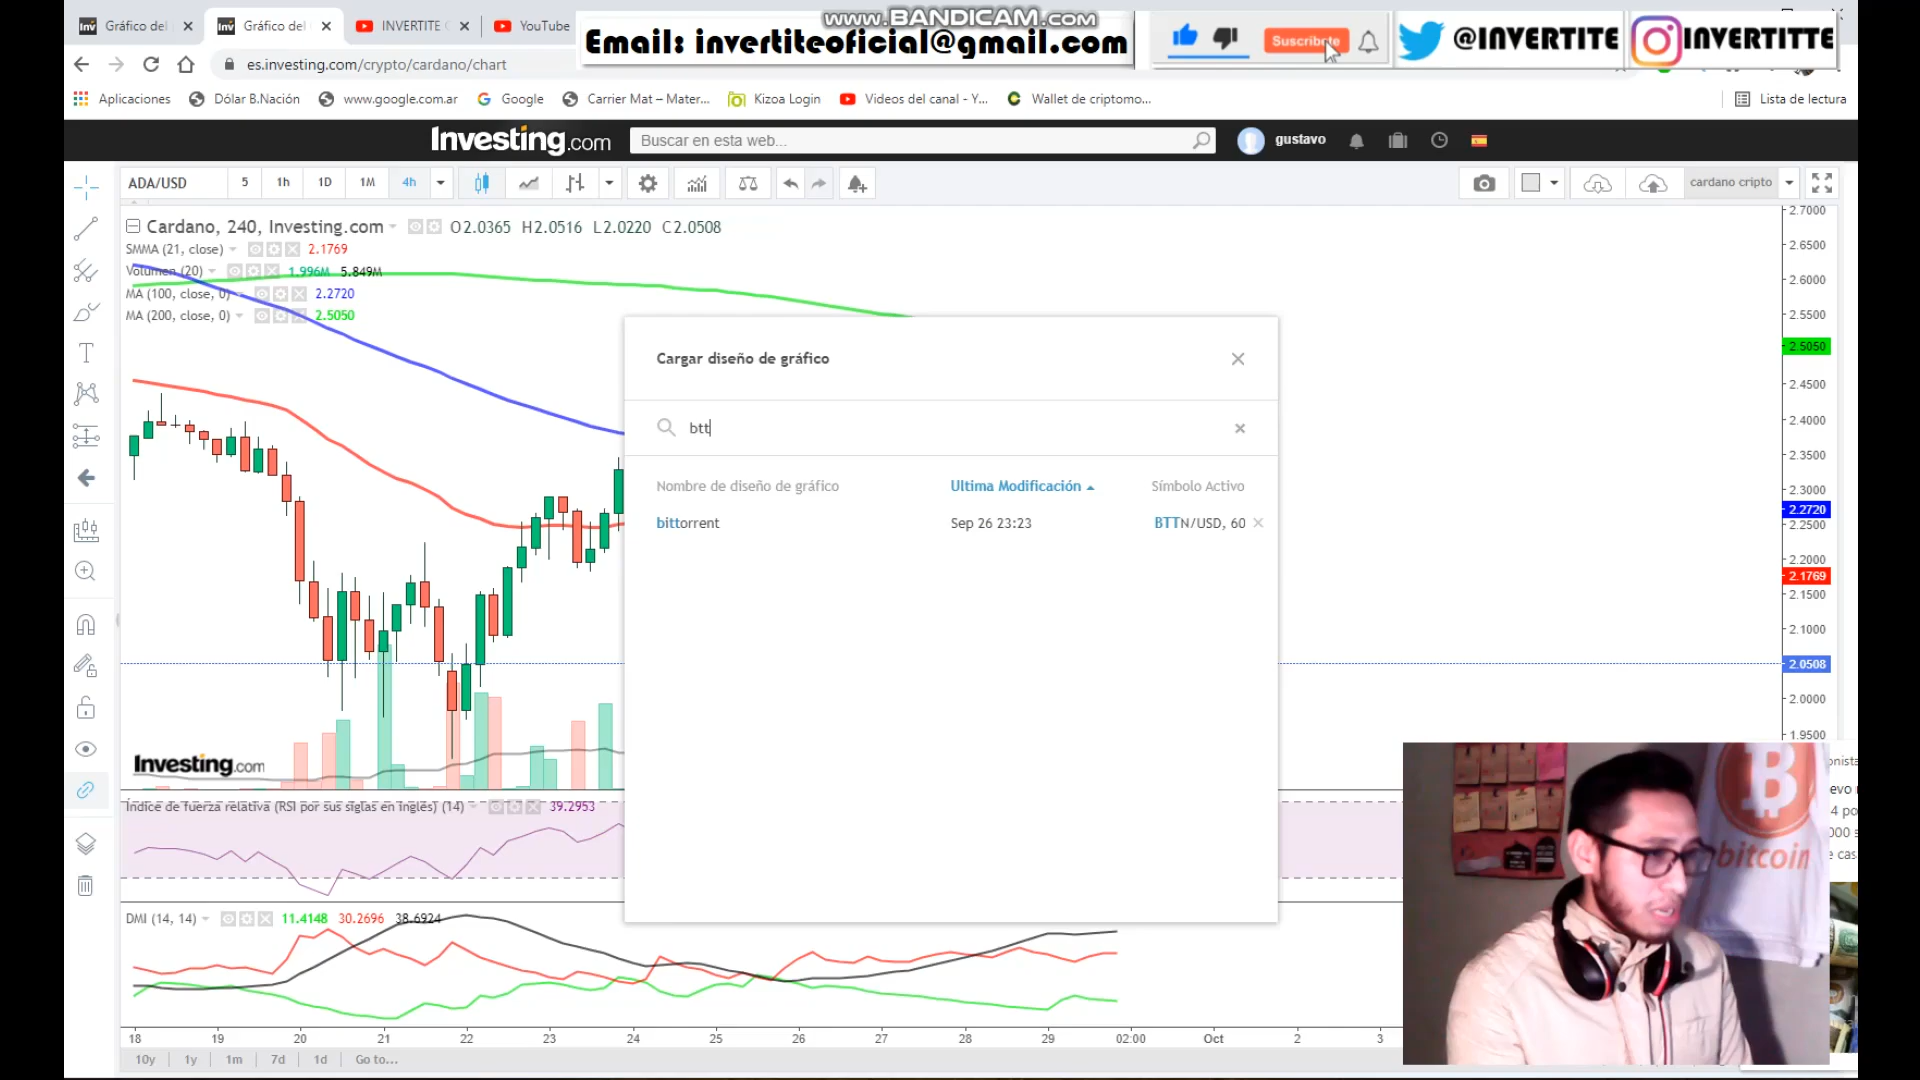 www.BANDICAM.com
Gráfico del
Gráfico del
INVERTITE
YouTube
Email: invertiteoficial@gmail.com
Suscribete
@INVERTITE
INVERTITTE
es.investing.com/crypto/cardano/chart
Aplicaciones
Dólar B.Nación
www.google.com.ar
Google
Carrier Mat – Mater...
Kizoa Login
Videos del canal - Y...
Wallet de criptomo...
Lista de lectura
Investing.com
Buscar en esta web...
gustavo
ADA/USD
5
1h
1D
1M
4h
cardano cripto
Cardano, 240, Investing.com
O2.0365 H2.0516 L2.0220 C2.0508
SMMA (21, close) 2.1769
Volumen (20) 1.996M 5.849M
MA (100, close, 0) 2.2720
MA (200, close, 0) 2.5050
2.7000
2.6500
2.6000
2.5500
2.5050
2.4500
2.4000
2.3500
2.3000
2.2720
2.2500
2.2000
2.1769
2.1500
2.1000
2.0508
2.0000
1.9500
Cargar diseño de gráfico
btt
Nombre de diseño de gráfico
Ultima Modificación
Símbolo Activo
bittorrent
Sep 26 23:23
BTTN/USD, 60
Investing.com
Índice de fuerza relativa (RSI por sus siglas en inglés) (14) 39.2953
DMI (14, 14) 11.4148 30.2696 38.6924
18 19 20 21 22 23 24 25 26 27 28 29 02:00 Oct 2 3
10y 1y 1m 7d 1d Go to...
bitcoin